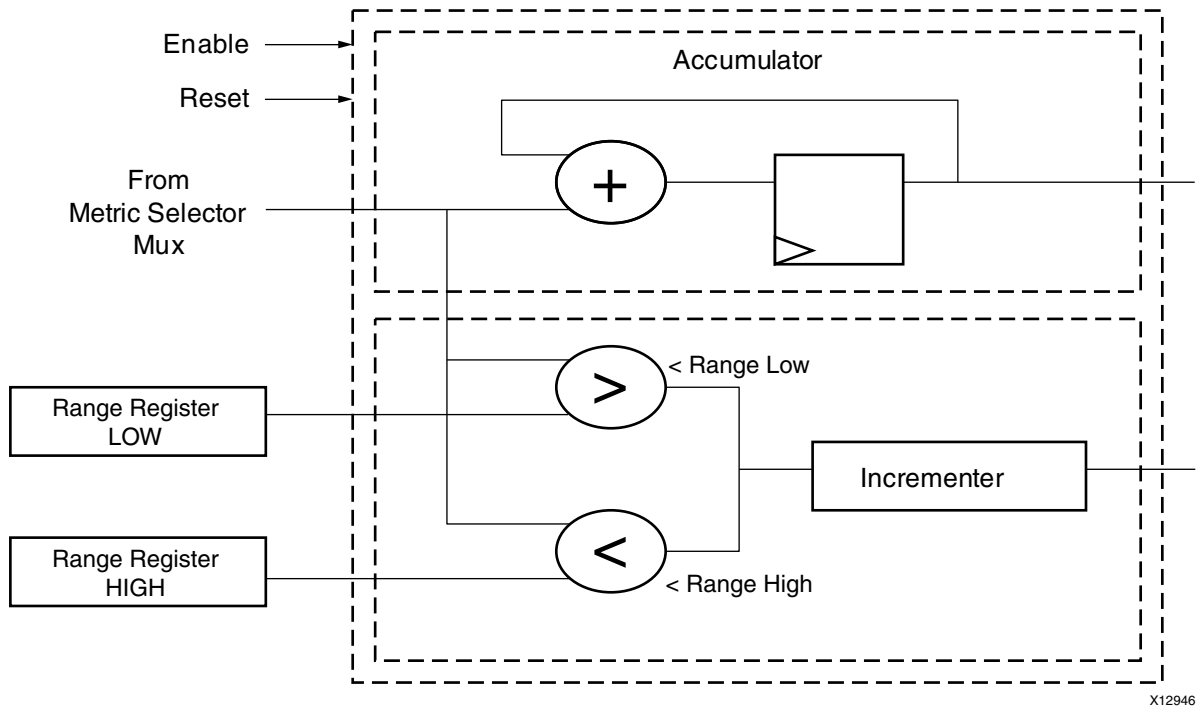 Enable
Accumulator
Reset
From
Metric Selector
Mux
+
Range Register
LOW
>
< Range Low
Incrementer
Range Register
HIGH
<
< Range High
X12946